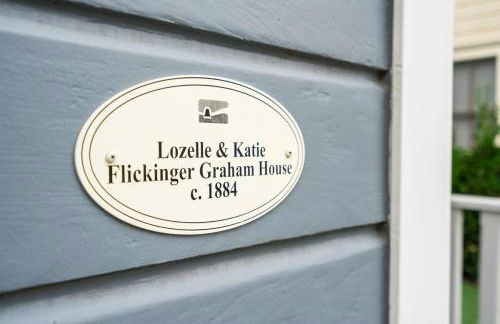 Lozelle & Katie
Flickinger Graham House
c. 1884